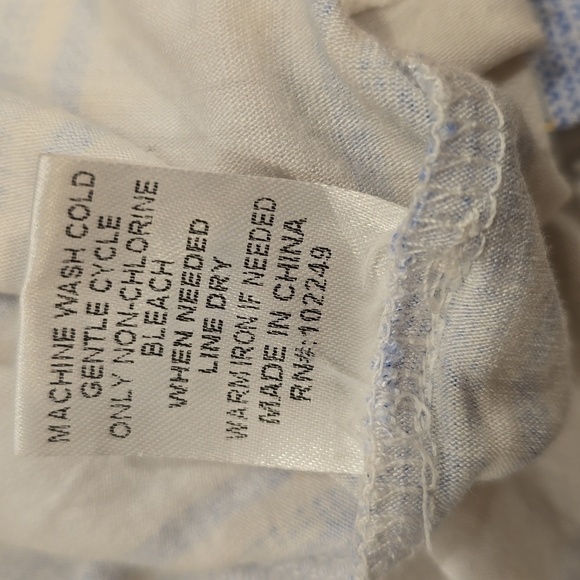 MACHINE WASH COLD
GENTLE CYCLE
ONLY NON-CHLORINE
BLEACH
WHEN NEEDED
LINE DRY
WARM IRON IF NEEDED
MADE IN CHINA
RN#:102249